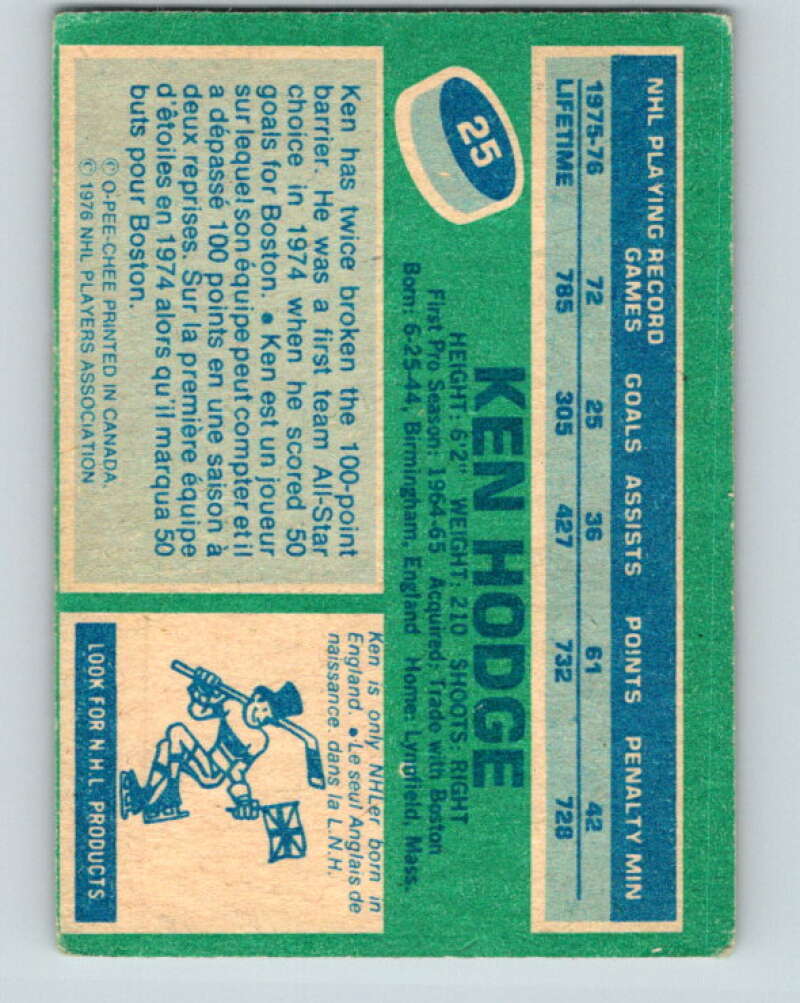 NHL PLAYING RECORD
GAMES GOALS ASSISTS POINTS PENALTY MIN
1975-76 72 25 36 61 42
LIFETIME 785 305 427 732 728
25
KEN HODGE
HEIGHT: 6'2" WEIGHT: 210 SHOOTS: RIGHT
First Pro Season: 1964-65 Acquired: Trade with Boston
Born: 6-25-44, Birmingham, England Home: Lynnfield, Mass.
Ken has twice broken the 100-point
barrier. He was a first team All-Star
choice in 1974 when he scored 50
goals for Boston. • Ken est un joueur
sur lequel son équipe peut compter et il
a dépassé 100 points en une saison à
deux reprises. Sur la première équipe
d'étoiles en 1974 alors qu'il marqua 50
buts pour Boston.
© O-PEE-CHEE PRINTED IN CANADA.
© 1976 NHL PLAYERS ASSOCIATION
Ken is only NHLer born in
England. • Le seul Anglais de
naissance dans la L.N.H.
LOOK FOR N.H.L. PRODUCTS